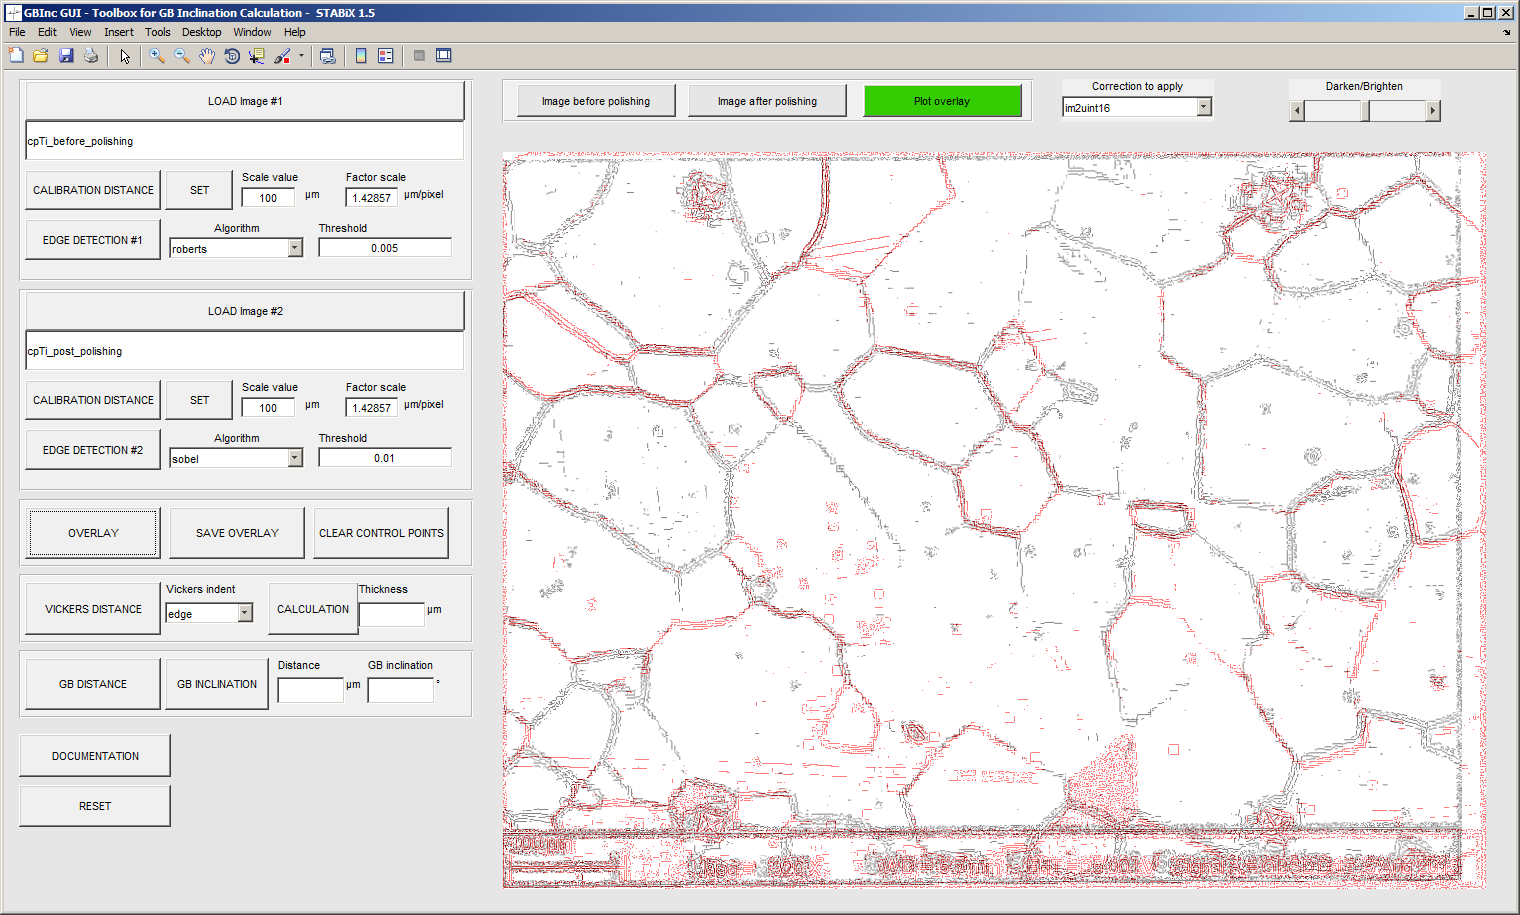 GBInc GUI - Toolbox for GB Inclination Calculation - STABiX 1.5
File Edit View Insert Tools Desktop Window Help
LOAD Image #1
cpTi_before_polishing
CALIBRATION DISTANCE
SET
Scale value
100
µm
Factor scale
1.42857
µm/pixel
EDGE DETECTION #1
Algorithm
roberts
Threshold
0.005
LOAD Image #2
cpTi_post_polishing
CALIBRATION DISTANCE
SET
Scale value
100
µm
Factor scale
1.42857
µm/pixel
EDGE DETECTION #2
Algorithm
sobel
Threshold
0.01
OVERLAY
SAVE OVERLAY
CLEAR CONTROL POINTS
VICKERS DISTANCE
Vickers indent
edge
CALCULATION
Thickness
µm
GB DISTANCE
GB INCLINATION
Distance
µm
GB inclination
°
DOCUMENTATION
RESET
Image before polishing
Image after polishing
Plot overlay
Correction to apply
im2uint16
Darken/Brighten